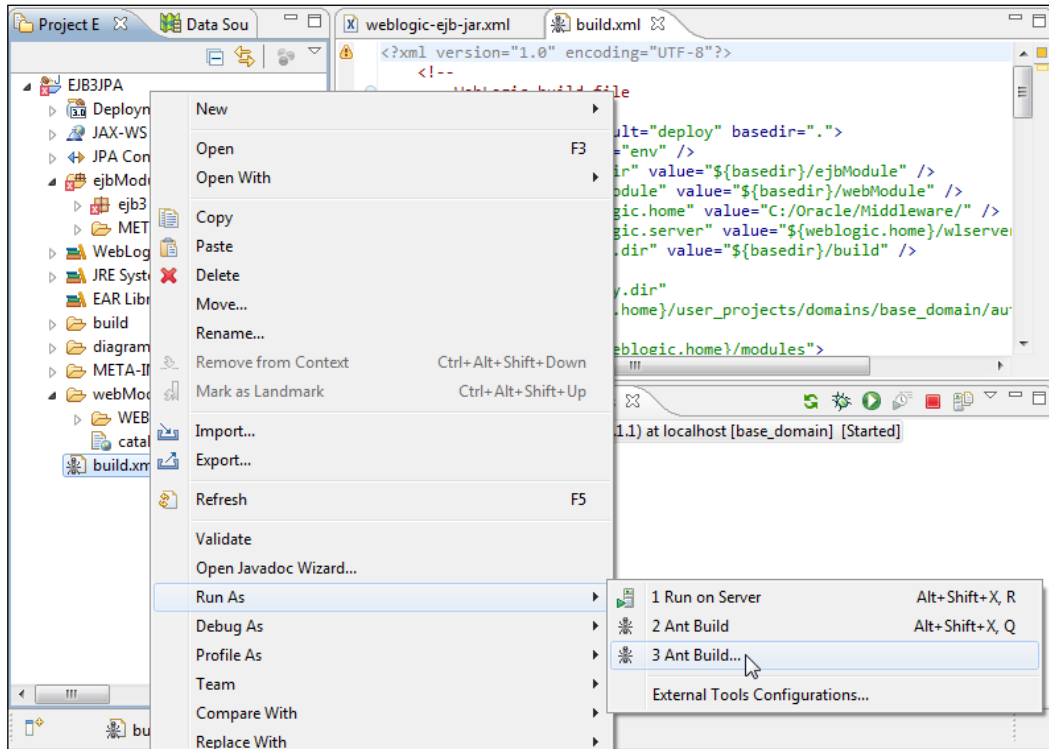 Project E
Data Sou
weblogic-ejb-jar.xml
build.xml
<?xml version="1.0" encoding="UTF-8"?>
<!--
WebLogic build file
ult="deploy" basedir=".">
="env" />
ir" value="${basedir}/ejbModule" />
odule" value="${basedir}/webModule" />
gic.home" value="C:/Oracle/Middleware/" />
gic.server" value="${weblogic.home}/wlserver
.dir" value="${basedir}/build" />
y.dir"
.home}/user_projects/domains/base_domain/aut
eblogic.home}/modules">
EJB3JPA
Deployn
JAX-WS
JPA Con
ejbModu
ejb3
MET
WebLog
JRE Syste
EAR Libr
build
diagram
META-IN
webMod
WEB
catal
build.xm
New
Open F3
Open With
Copy
Paste
Delete
Move...
Rename...
Remove from Context Ctrl+Alt+Shift+Down
Mark as Landmark Ctrl+Alt+Shift+Up
Import...
Export...
Refresh F5
Validate
Open Javadoc Wizard...
Run As
Debug As
Profile As
Team
Compare With
Replace With
.1.1) at localhost [base_domain] [Started]
1 Run on Server Alt+Shift+X, R
2 Ant Build Alt+Shift+X, Q
3 Ant Build...
External Tools Configurations...
bu